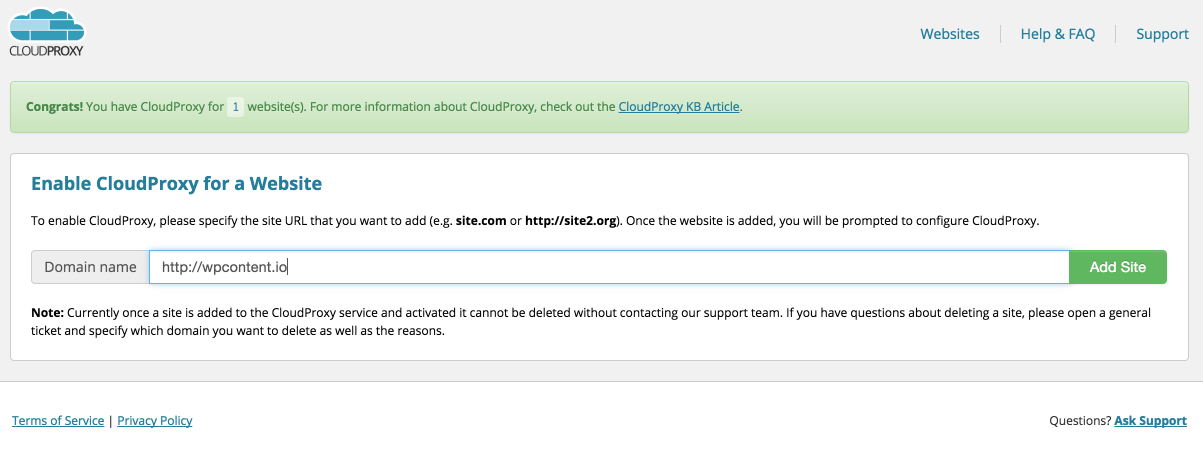 CLOUDPROXY
Websites
Help & FAQ
Support
Congrats! You have CloudProxy for 1 website(s). For more information about CloudProxy, check out the CloudProxy KB Article.
Enable CloudProxy for a Website
To enable CloudProxy, please specify the site URL that you want to add (e.g. site.com or http://site2.org). Once the website is added, you will be prompted to configure CloudProxy.
Domain name
http://wpcontent.io
Add Site
Note: Currently once a site is added to the CloudProxy service and activated it cannot be deleted without contacting our support team. If you have questions about deleting a site, please open a general
ticket and specify which domain you want to delete as well as the reasons.
Terms of Service | Privacy Policy
Questions? Ask Support